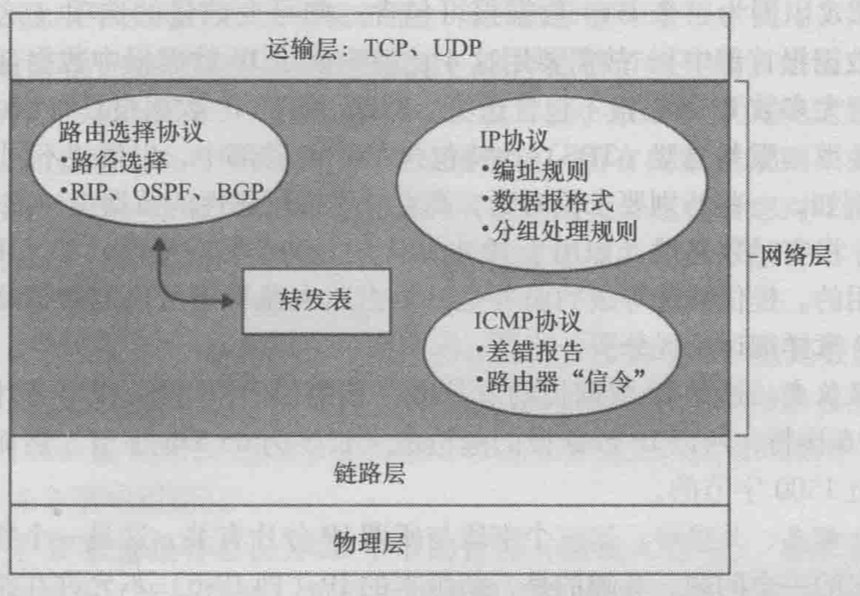 运输层：TCP、UDP
路由选择协议
•路径选择
•RIP、OSPF、BGP
IP协议
•编址规则
•数据报格式
•分组处理规则
网络层
转发表
ICMP协议
•差错报告
•路由器“信令”
链路层
物理层